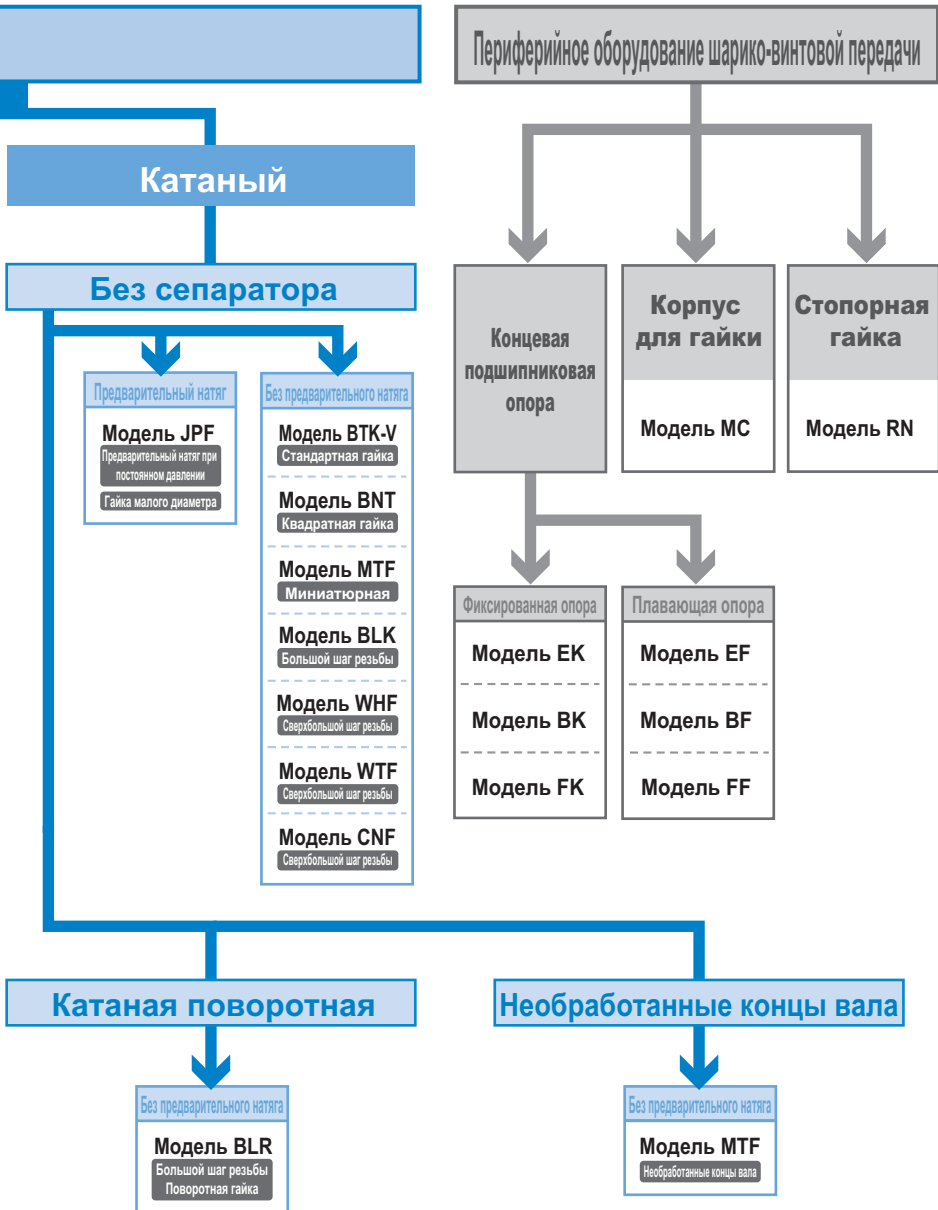 Периферийное оборудование шарико-винтовой передачи
Катаный
Без сепаратора
Предварительный натяг
Модель JPF
Предварительный натяг при
постоянном давлении
Гайка малого диаметра
Без предварительного натяга
Модель BTK-V
Стандартная гайка
Модель BNT
Квадратная гайка
Модель MTF
Миниатюрная
Модель BLK
Большой шаг резьбы
Модель WHF
Сверхбольшой шаг резьбы
Модель WTF
Сверхбольшой шаг резьбы
Модель CNF
Сверхбольшой шаг резьбы
Концевая
подшипниковая
опора
Корпус
для гайки
Модель MC
Стопорная
гайка
Модель RN
Фиксированная опора
Модель EK
Модель BK
Модель FK
Плавающая опора
Модель EF
Модель BF
Модель FF
Катаная поворотная
Без предварительного натяга
Модель BLR
Большой шаг резьбы
Поворотная гайка
Необработанные концы вала
Без предварительного натяга
Модель MTF
Необработанные концы вала